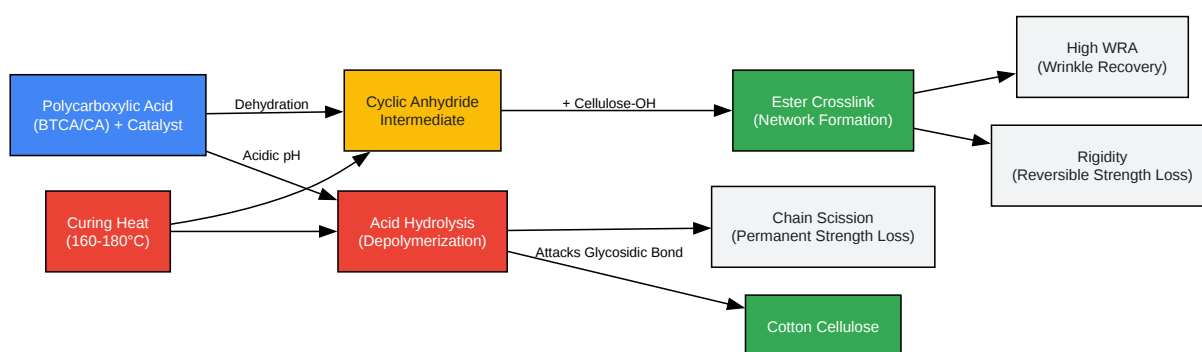 Polycarboxylic Acid
(BTCA/CA) + Catalyst
Dehydration
Cyclic Anhydride
Intermediate
+ Cellulose-OH
Ester Crosslink
(Network Formation)
High WRA
(Wrinkle Recovery)
Rigidity
(Reversible Strength Loss)
Acidic pH
Curing Heat
(160-180°C)
Acid Hydrolysis
(Depolymerization)
Chain Scission
(Permanent Strength Loss)
Attacks Glycosidic Bond
Cotton Cellulose